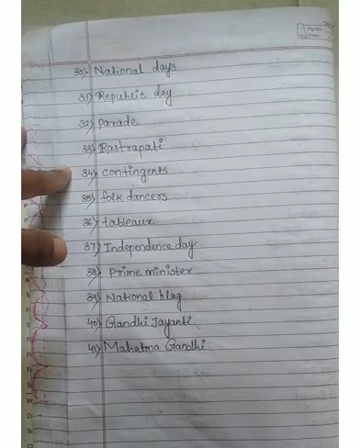 30) National days
31) Republic day
32) Parade
33) Rastrapati
34) contingents
35) folk dancers
36) tableaux
37) Independence day
38) Prime minister
39) National blag
40) Gandhi Jayanti
41) Mahatma Gandhi